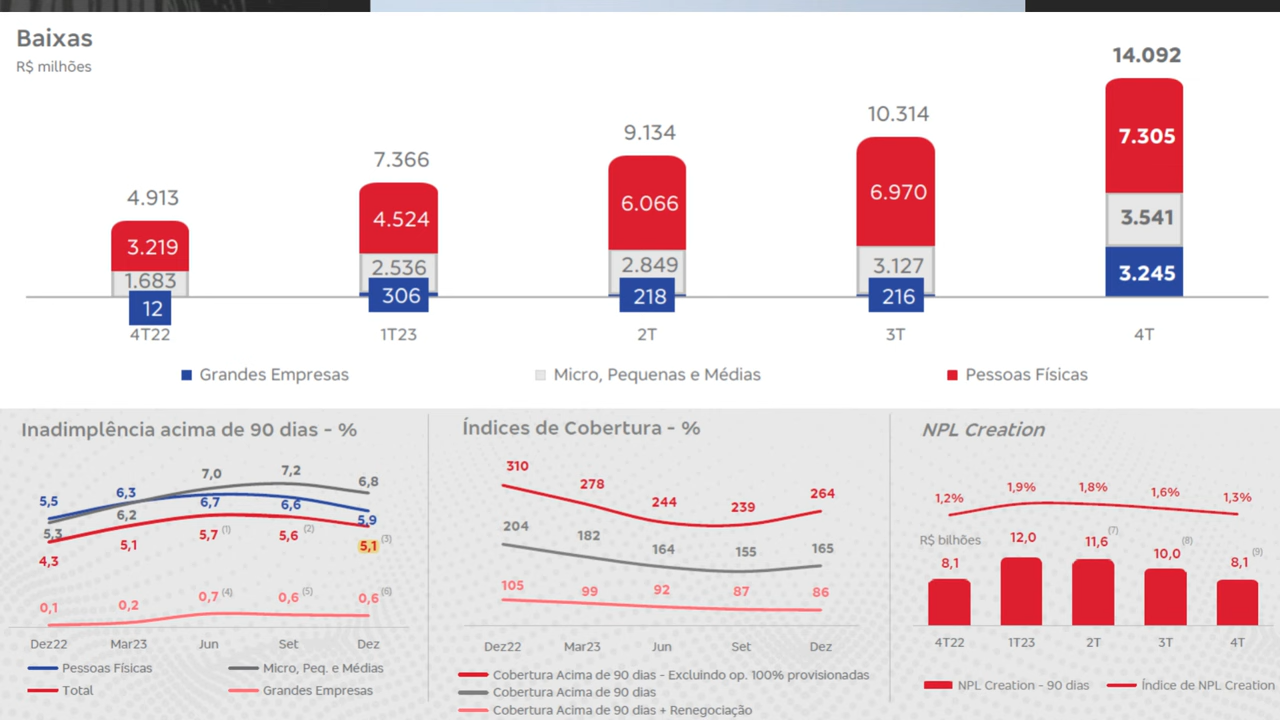 Baixas
R$ milhões
4.913
7.366
9.134
10.314
14.092
3.219
4.524
6.066
6.970
7.305
1.683
2.536
2.849
3.127
3.541
12
306
218
216
3.245
4T22
1T23
2T
3T
4T
Grandes Empresas
Micro, Pequenas e Médias
Pessoas Físicas
Inadimplência acima de 90 dias - %
5,5
6,3
7,0
7,2
6,8
5,3
6,2
6,7
6,6
5,9
4,3
5,1
5,7 (1)
5,6 (2)
5,1 (3)
0,1
0,2
0,7 (4)
0,6 (5)
0,6 (6)
Dez22
Mar23
Jun
Set
Dez
Pessoas Físicas
Micro, Peq. e Médias
Total
Grandes Empresas
Índices de Cobertura - %
310
278
244
239
264
204
182
164
155
165
105
99
92
87
86
Dez22
Mar23
Jun
Set
Dez
Cobertura Acima de 90 dias - Excluindo op. 100% provisionadas
Cobertura Acima de 90 dias
Cobertura Acima de 90 dias + Renegociação
NPL Creation
1,2%
1,9%
1,8%
1,6%
1,3%
R$ bilhões
8,1
12,0
11,6 (7)
10,0 (8)
8,1 (9)
4T22
1T23
2T
3T
4T
NPL Creation - 90 dias
Índice de NPL Creation